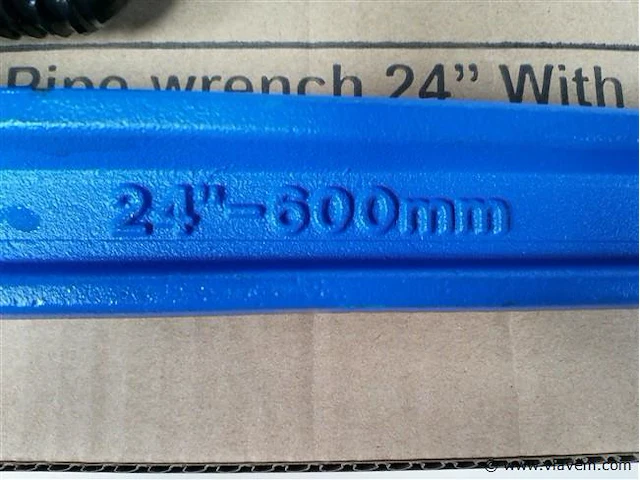 Pipe wrench 24” With
24"-600mm
© www.viavem.com